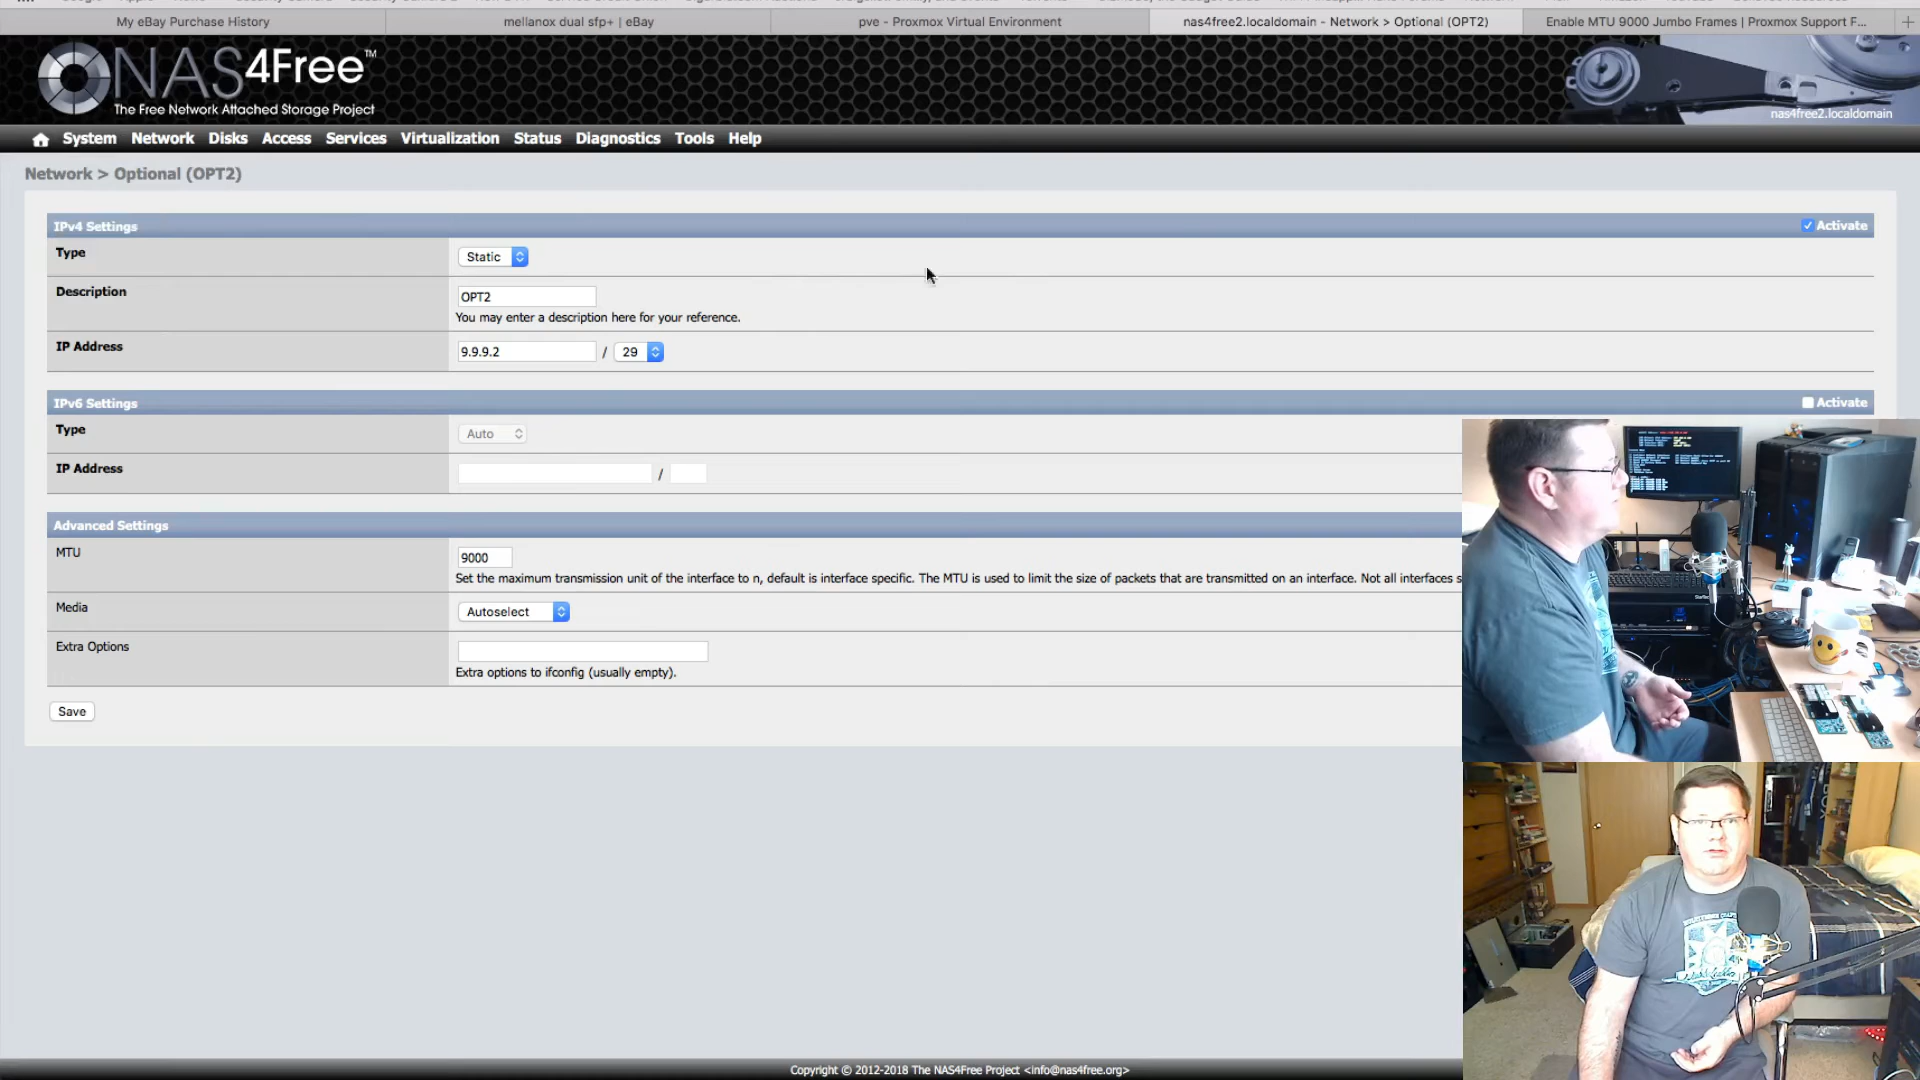 My eBay Purchase History
mellanox dual sfp+ | eBay
pve - Proxmox Virtual Environment
nas4free2.localdomain - Network > Optional (OPT2)
Enable MTU 9000 Jumbo Frames | Proxmox Support F...
NAS4Free™
The Free Network Attached Storage Project
nas4free2.localdomain
System Network Disks Access Services Virtualization Status Diagnostics Tools Help
Network > Optional (OPT2)
IPv4 Settings
Activate
Type
Static
Description
OPT2
You may enter a description here for your reference.
IP Address
9.9.9.2 / 29
IPv6 Settings
Activate
Type
Auto
IP Address
/
Advanced Settings
MTU
9000
Set the maximum transmission unit of the interface to n, default is interface specific. The MTU is used to limit the size of packets that are transmitted on an interface. Not all interfaces s
Media
Autoselect
Extra Options
Extra options to ifconfig (usually empty).
Save
Copyright © 2012-2018 The NAS4Free Project <info@nas4free.org>